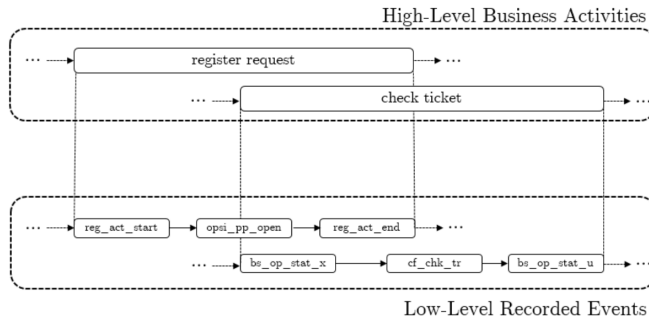 High-Level Business Activities
... register request ...
... check ticket ...
... reg_act_start opsi_pp_open reg_act_end ...
... bs_op_stat_x cf_chk_tr bs_op_stat_u ...
Low-Level Recorded Events